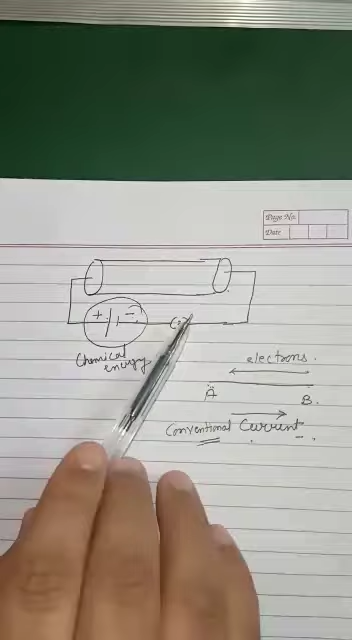 Page No.
Date
+ -
Chemical
energy
electrons.
A B.
Conventional Current